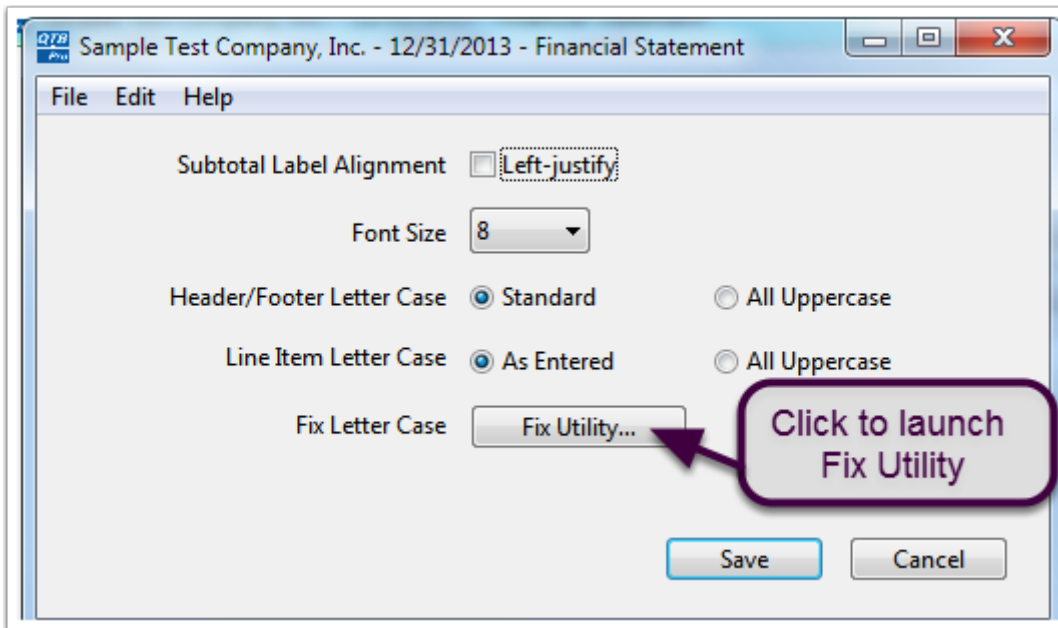 QTB
Pro
Sample Test Company, Inc. - 12/31/2013 - Financial Statement
File Edit Help
Subtotal Label Alignment Left-justify
Font Size 8
Header/Footer Letter Case Standard All Uppercase
Line Item Letter Case As Entered All Uppercase
Fix Letter Case Fix Utility...
Click to launch
Fix Utility
Save Cancel